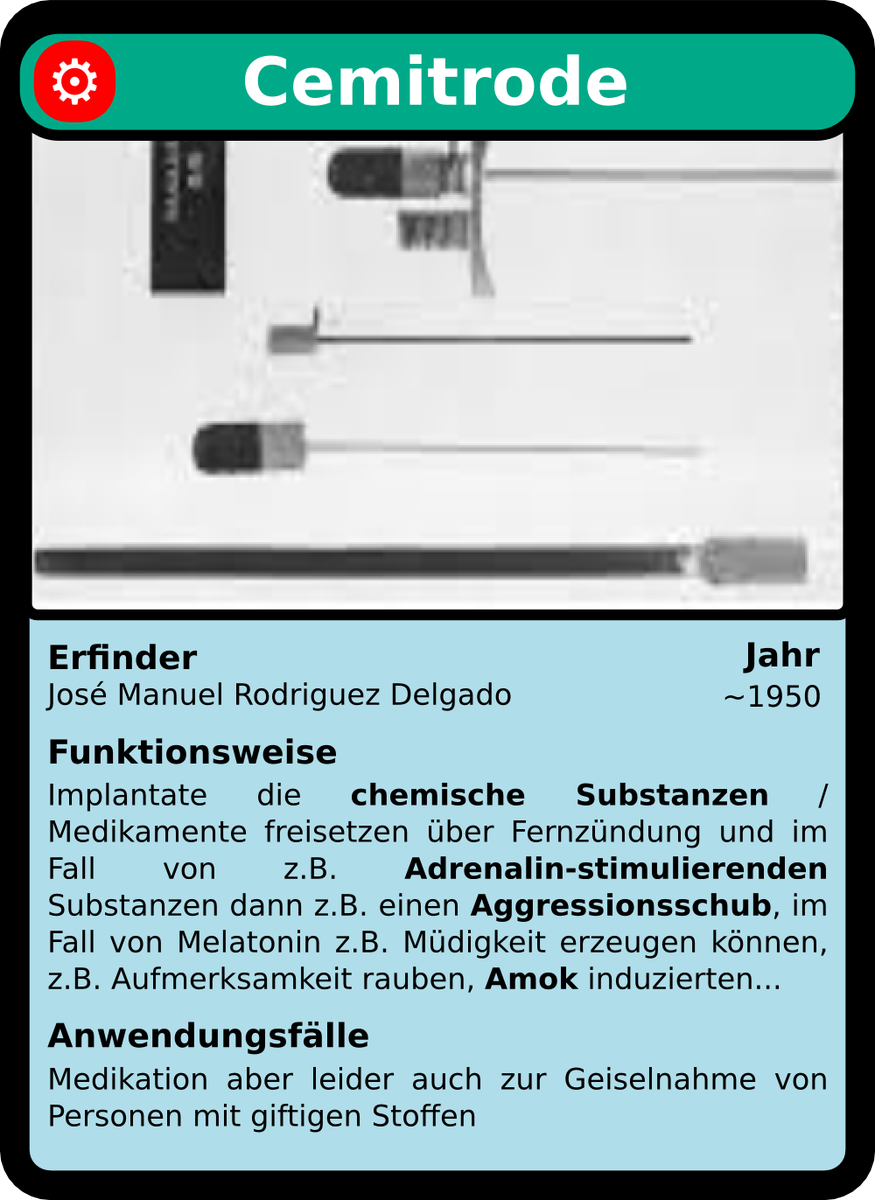 Cemitrode
Erfinder
Jahr
José Manuel Rodriguez Delgado
~1950
Funktionsweise
Implantate die chemische Substanzen /
Medikamente freisetzen über Fernzündung und im
Fall von z.B. Adrenalin-stimulierenden
Substanzen dann z.B. einen Aggressionsschub, im
Fall von Melatonin z.B. Müdigkeit erzeugen können,
z.B. Aufmerksamkeit rauben, Amok induzierten...
Anwendungsfälle
Medikation aber leider auch zur Geiselnahme von
Personen mit giftigen Stoffen